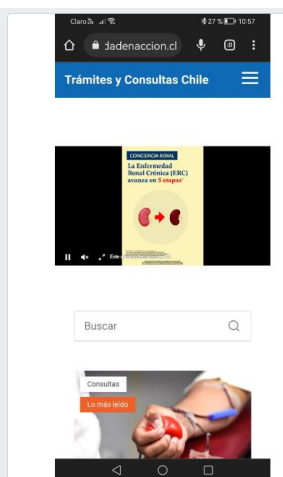 Claro
27 %
10:57
dadenaccion.cl
Trámites y Consultas Chile
CONCIENCIA RENAL
La Enfermedad
Renal Crónica (ERC)
avanza en 5 etapas
Buscar
Consultas
Lo más leído